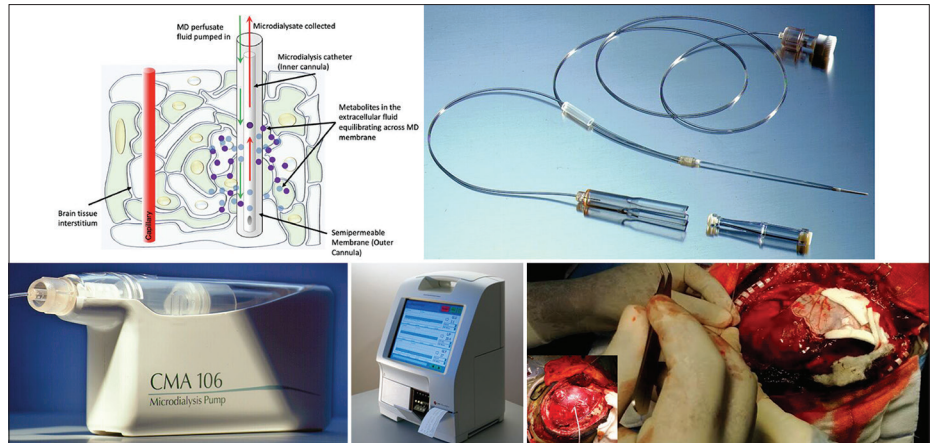 MD perfusate
fluid pumped in
Microdialysate collected
Microdialysis catheter
(Inner cannula)
Metabolites in the
extracellular fluid
equilibrating across MD
membrane
Brain tissue
interstitium
Capillary
Semipermeable
Membrane (Outer
Cannula)
CMA 106
Microdialysis Pump